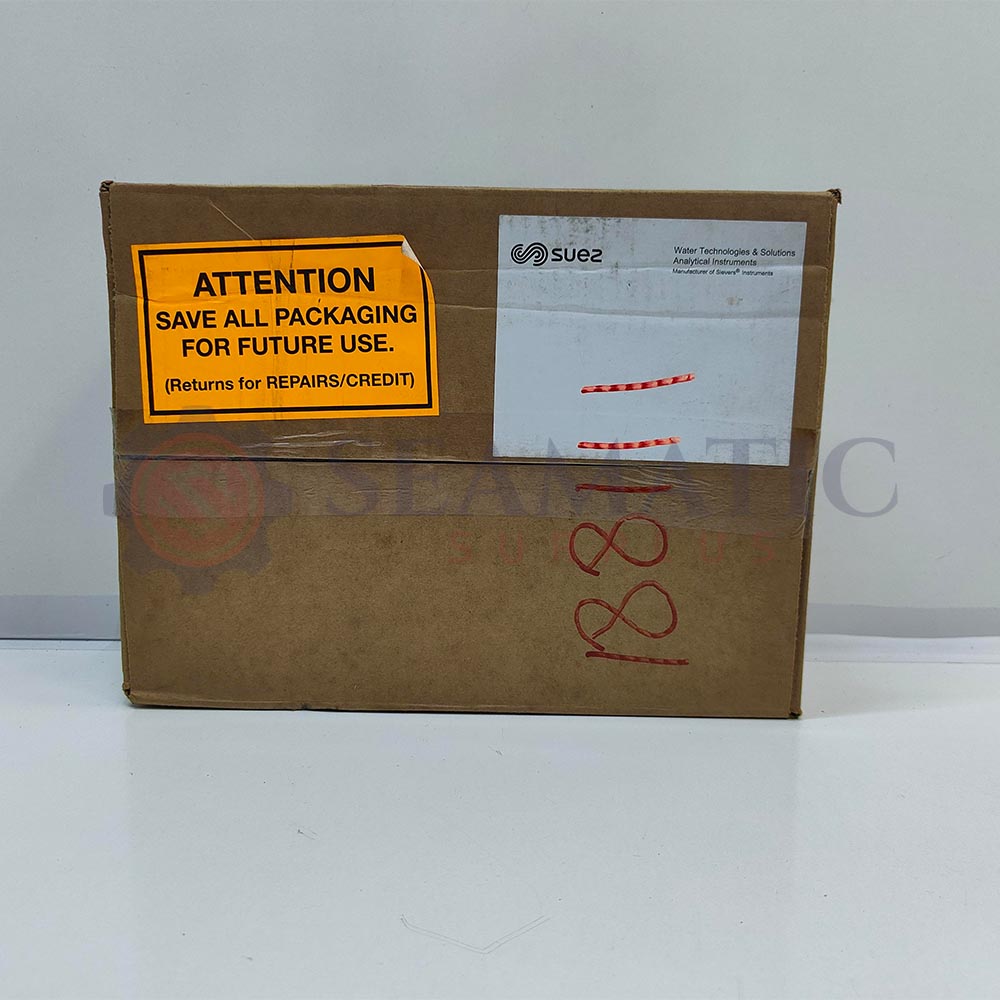 ATTENTION
SAVE ALL PACKAGING
FOR FUTURE USE.
(Returns for REPAIRS/CREDIT)
suez
Water Technologies & Solutions
Analytical Instruments
Manufacturer of Sievers® Instruments
188111
SEAMATIC